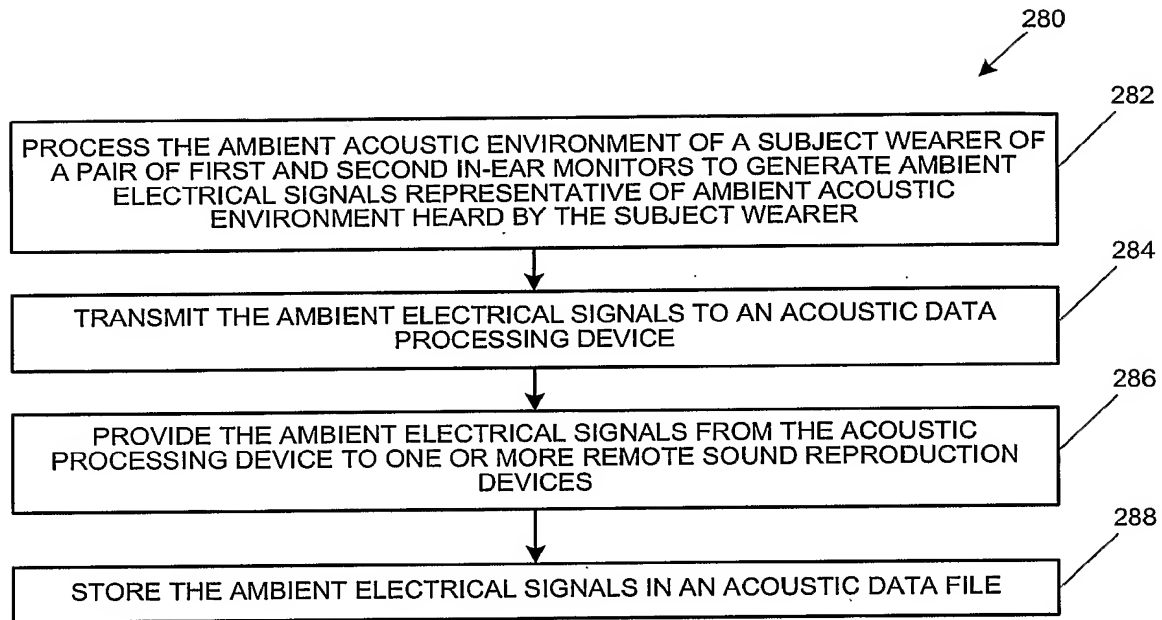 280
282
PROCESS THE AMBIENT ACOUSTIC ENVIRONMENT OF A SUBJECT WEARER OF
A PAIR OF FIRST AND SECOND IN-EAR MONITORS TO GENERATE AMBIENT
ELECTRICAL SIGNALS REPRESENTATIVE OF AMBIENT ACOUSTIC
ENVIRONMENT HEARD BY THE SUBJECT WEARER
284
TRANSMIT THE AMBIENT ELECTRICAL SIGNALS TO AN ACOUSTIC DATA
PROCESSING DEVICE
286
PROVIDE THE AMBIENT ELECTRICAL SIGNALS FROM THE ACOUSTIC
PROCESSING DEVICE TO ONE OR MORE REMOTE SOUND REPRODUCTION
DEVICES
288
STORE THE AMBIENT ELECTRICAL SIGNALS IN AN ACOUSTIC DATA FILE